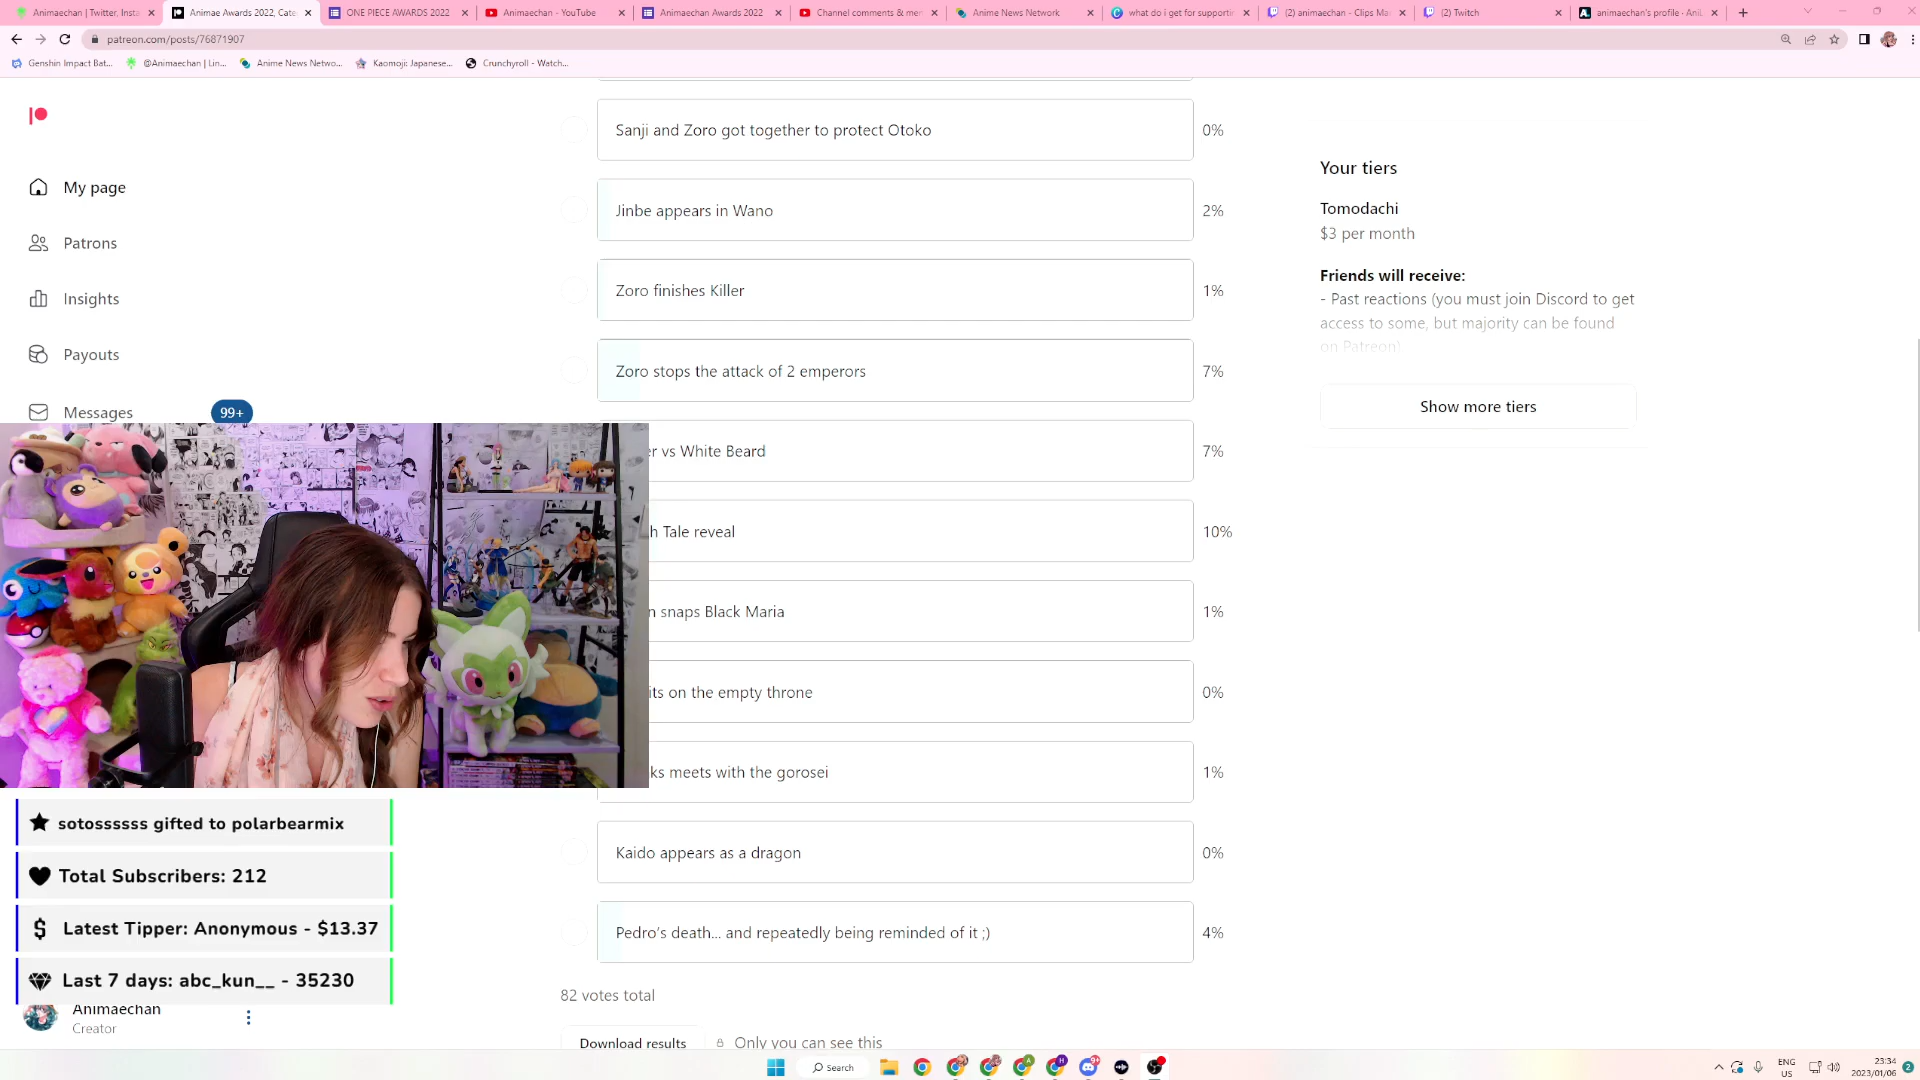 Animaechan | Twitter, Insta
Animae Awards 2022, Cate
ONE PIECE AWARDS 2022
Animaechan - YouTube
Animaechan Awards 2022
Channel comments & men
Anime News Network
what do i get for supportin
(2) animaechan - Clips Ma
(2) Twitch
animaechan's profile · AniL
patreon.com/posts/76871907
Genshin Impact Bat...
@Animaechan | Lin...
Anime News Netwo...
Kaomoji: Japanese...
Crunchyroll - Watch...
My page
Patrons
Insights
Payouts
Messages
99+
Sanji and Zoro got together to protect Otoko
0%
Jinbe appears in Wano
2%
Zoro finishes Killer
1%
Zoro stops the attack of 2 emperors
7%
er vs White Beard
7%
h Tale reveal
10%
n snaps Black Maria
1%
its on the empty throne
0%
ks meets with the gorosei
1%
Kaido appears as a dragon
0%
Pedro's death... and repeatedly being reminded of it ;)
4%
82 votes total
Download results
Only you can see this
Your tiers
Tomodachi
$3 per month
Friends will receive:
- Past reactions (you must join Discord to get
access to some, but majority can be found
on Patreon)
Show more tiers
sotossssss gifted to polarbearmix
Total Subscribers: 212
Latest Tipper: Anonymous - $13.37
Last 7 days: abc_kun__ - 35230
Animaechan
Creator
Search
ENG
US
23:34
2023/01/06
2